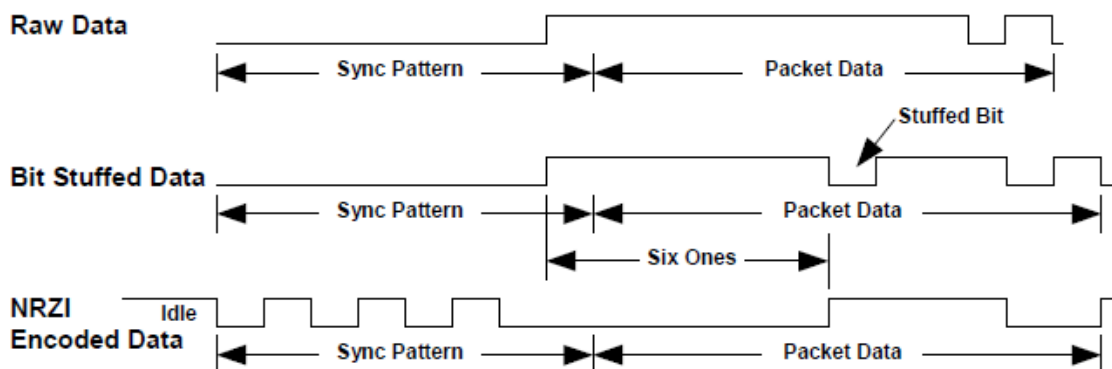 Raw Data
Sync Pattern
Packet Data
Stuffed Bit
Bit Stuffed Data
Sync Pattern
Packet Data
Six Ones
NRZI
Idle
Encoded Data
Sync Pattern
Packet Data